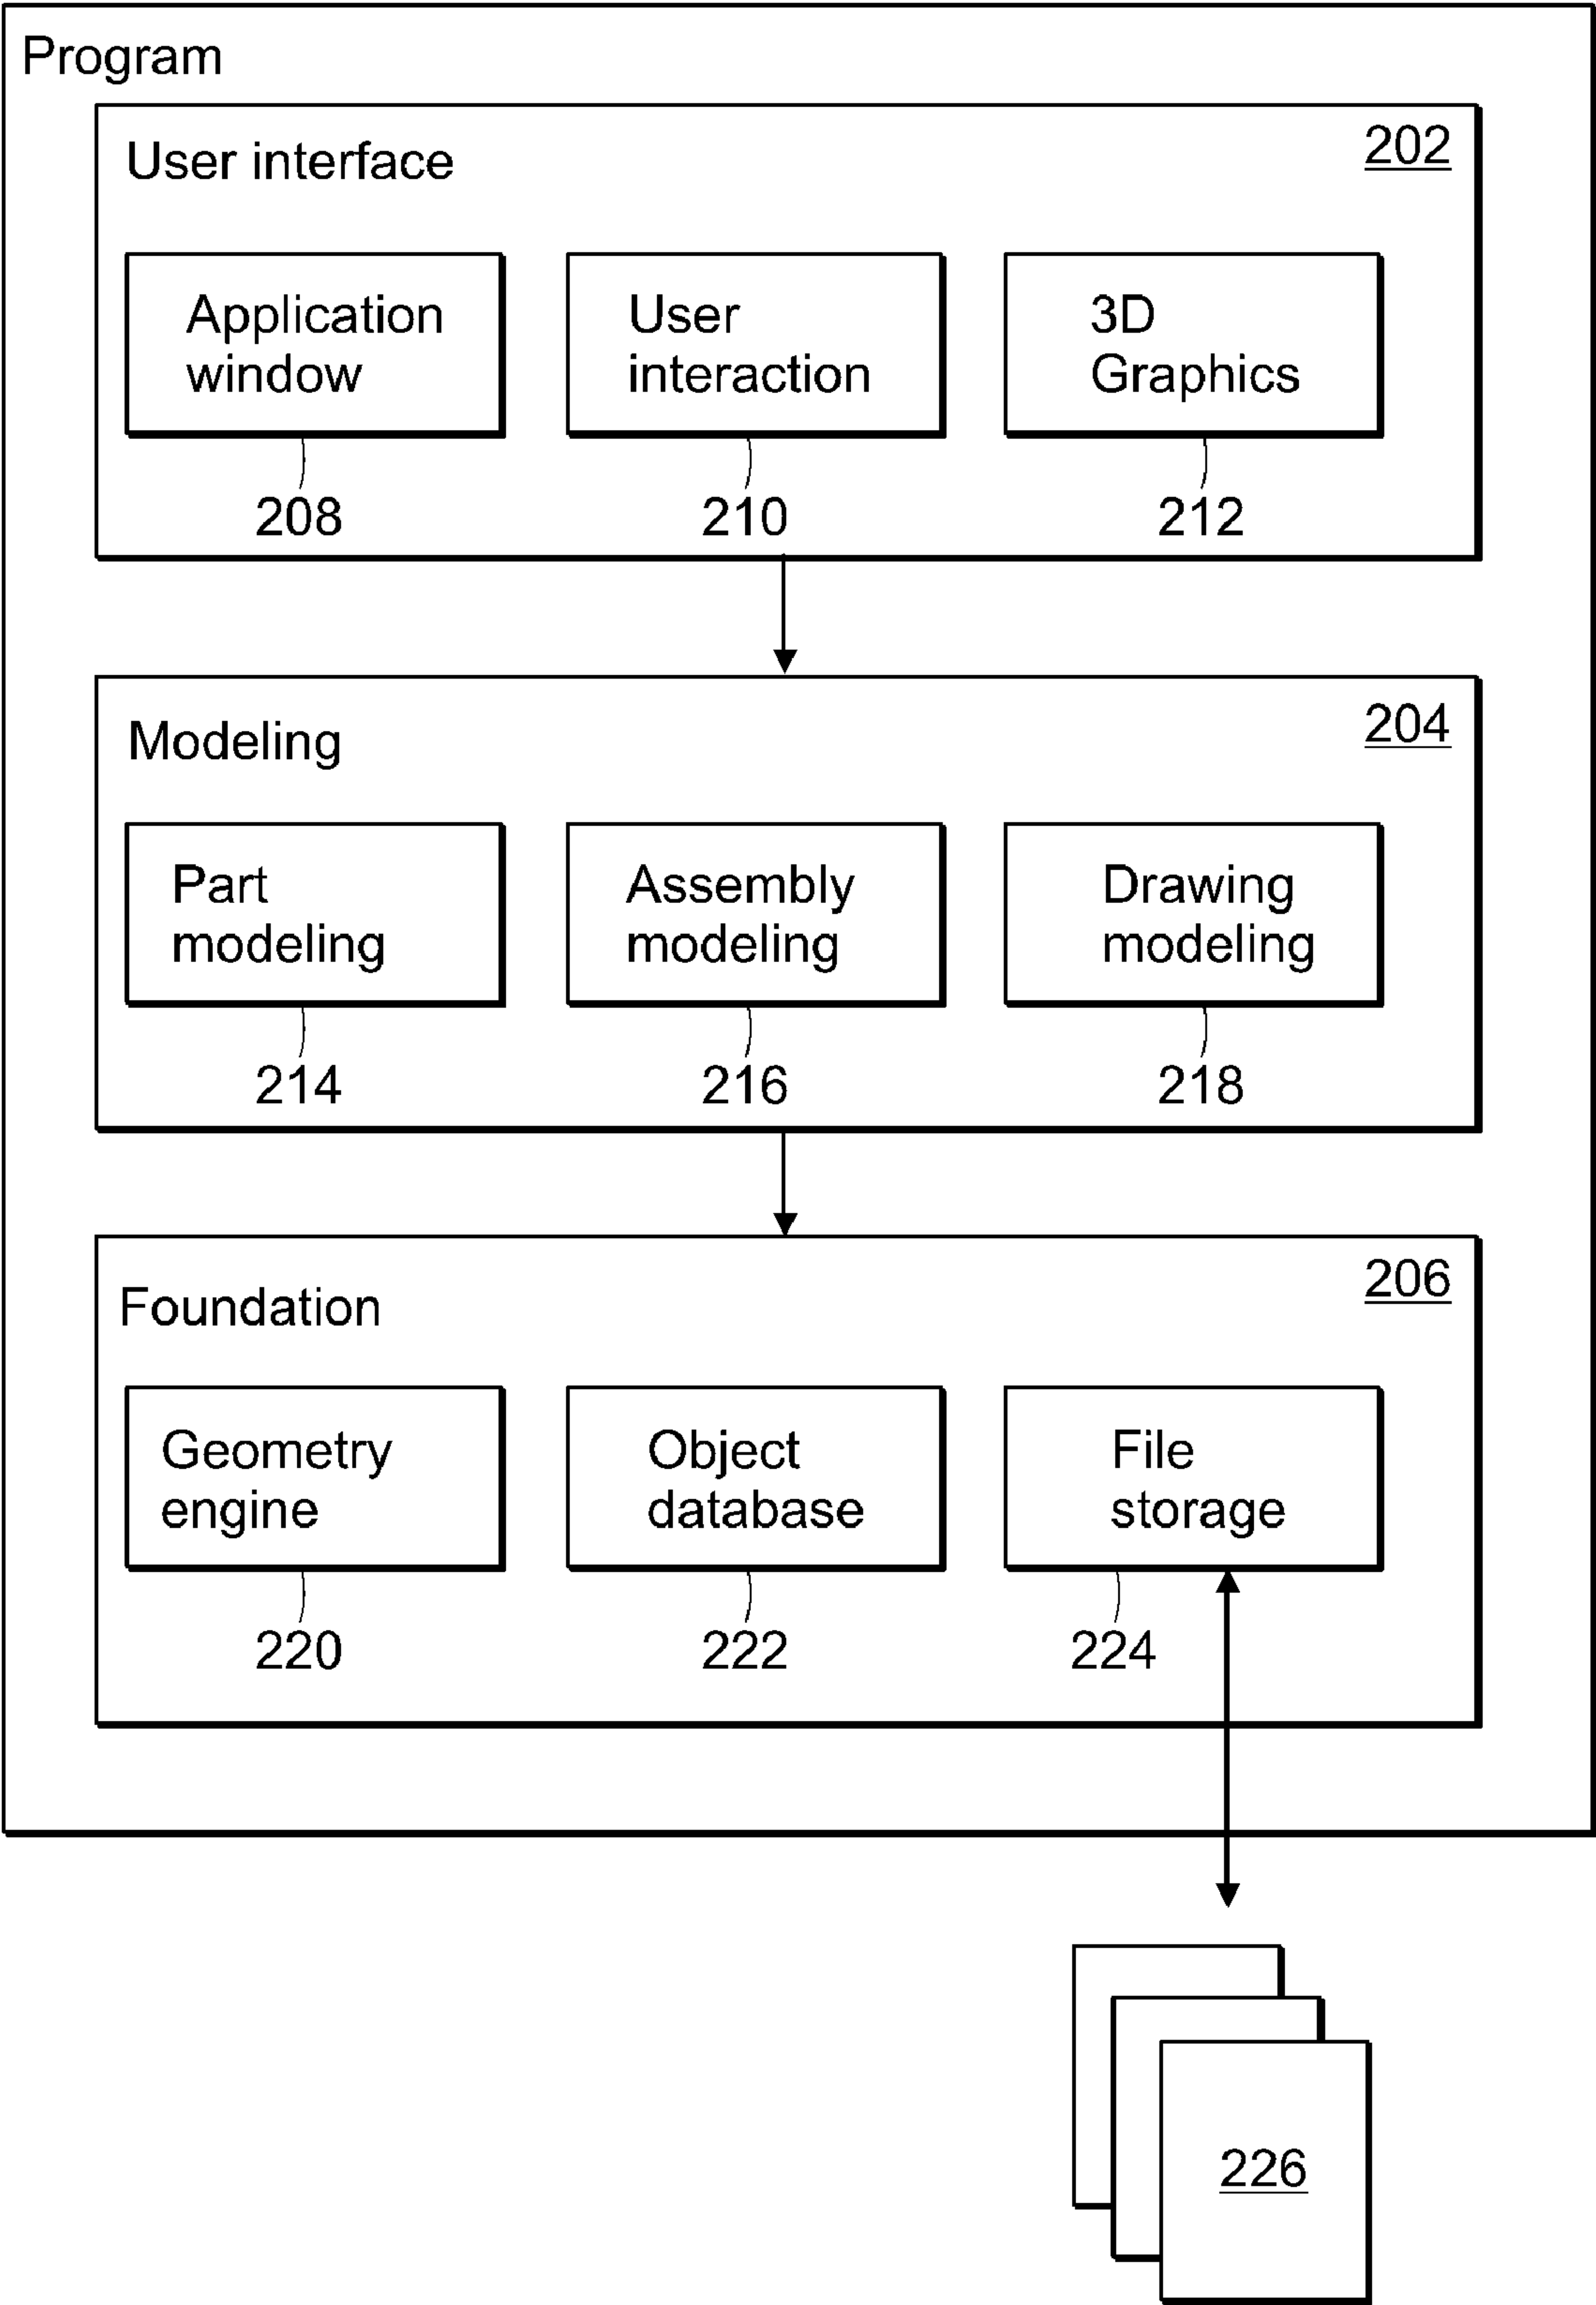 Program
User interface
202
Application
window
User
interaction
3D
Graphics
208
210
212
Modeling
204
Part
modeling
Assembly
modeling
Drawing
modeling
214
216
218
Foundation
206
Geometry
engine
Object
database
File
storage
220
222
224
226